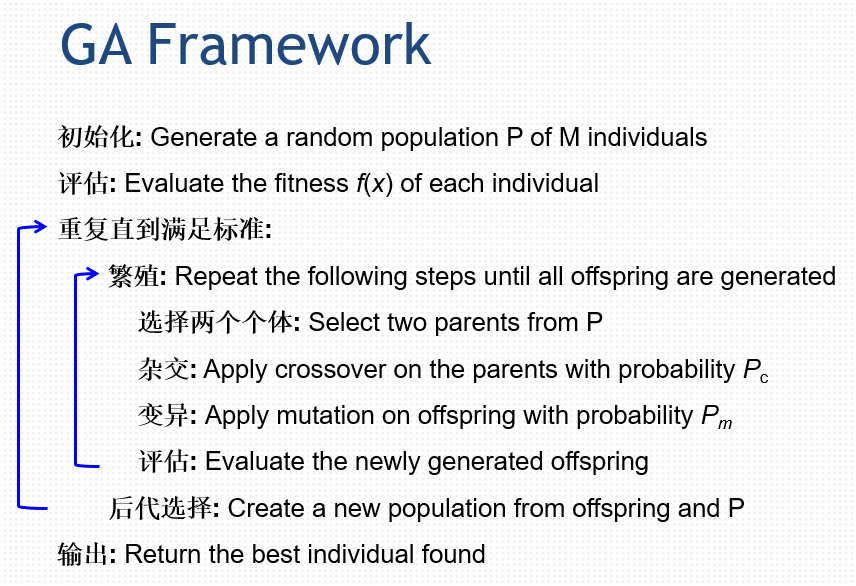 GA Framework
初始化: Generate a random population P of M individuals
评估: Evaluate the fitness f(x) of each individual
重复直到满足标准:
繁殖: Repeat the following steps until all offspring are generated
选择两个个体: Select two parents from P
杂交: Apply crossover on the parents with probability Pc
变异: Apply mutation on offspring with probability Pm
评估: Evaluate the newly generated offspring
后代选择: Create a new population from offspring and P
输出: Return the best individual found